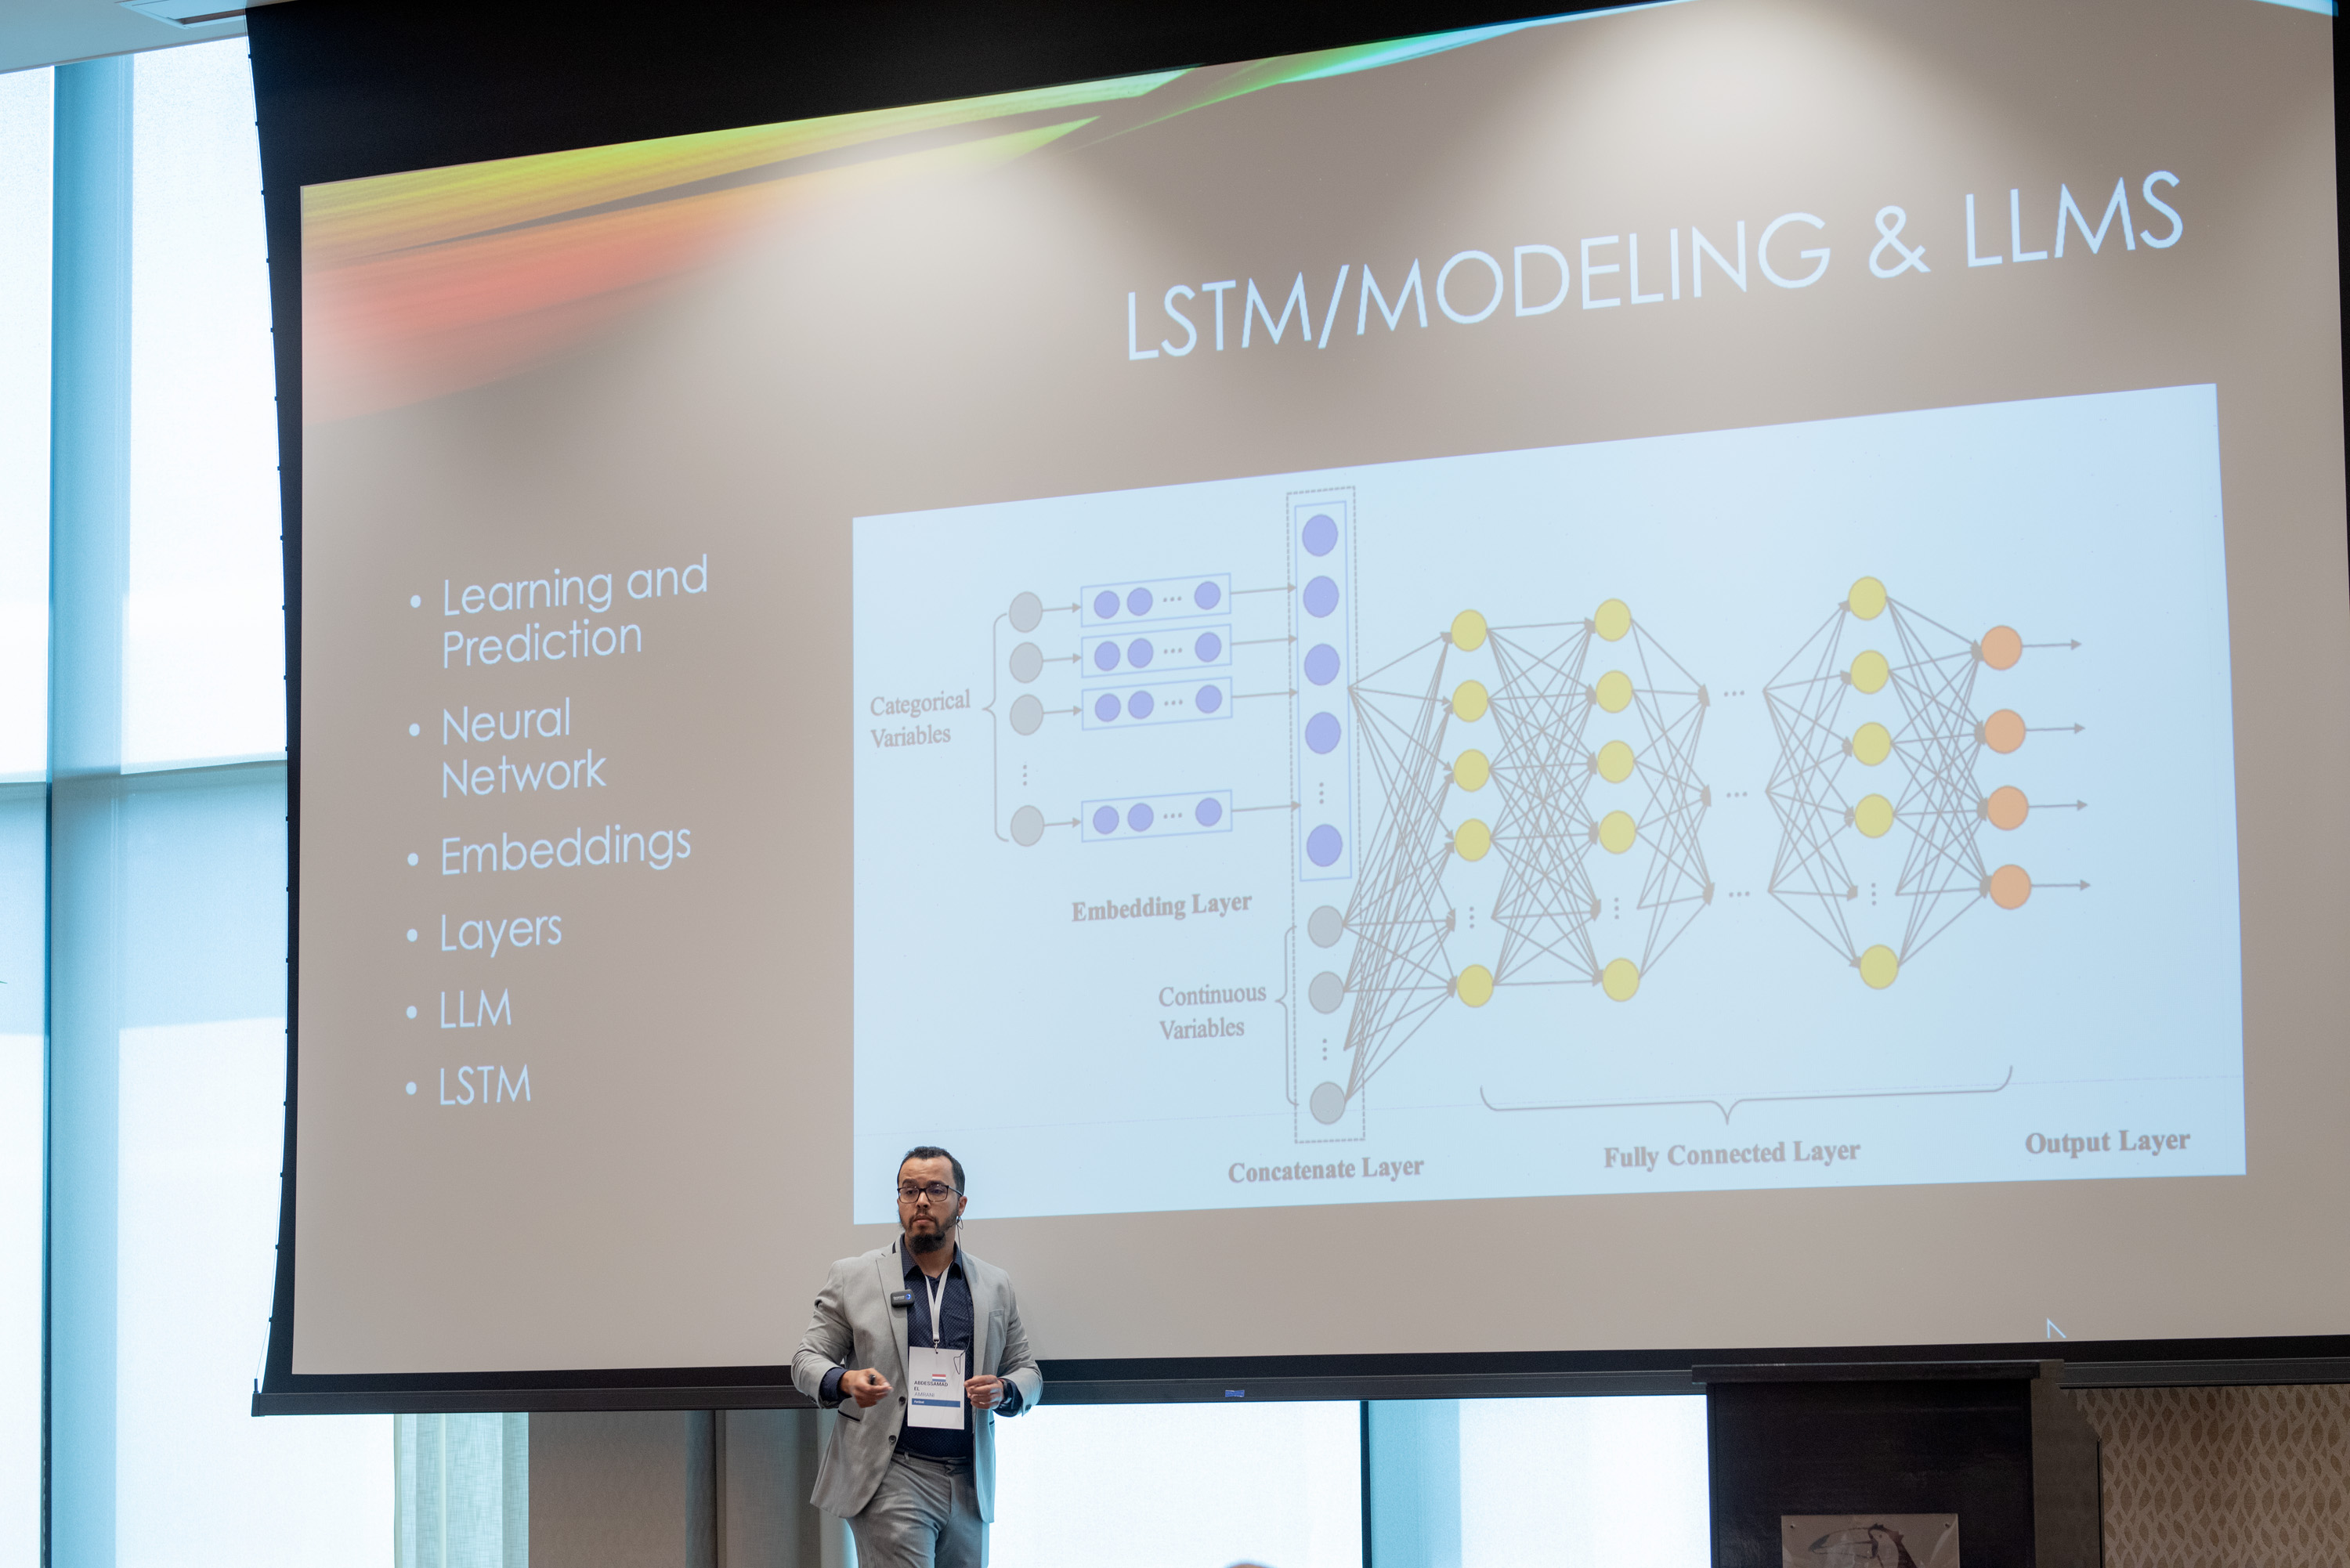 LSTM/MODELING & LLMS
• Learning and
Prediction
• Neural
Network
• Embeddings
• Layers
• LLM
• LSTM
Categorical
Variables
Embedding Layer
Continuous
Variables
Concatenate Layer
Fully Connected Layer
Output Layer
ABDESSAMAD
EL
AMRANI